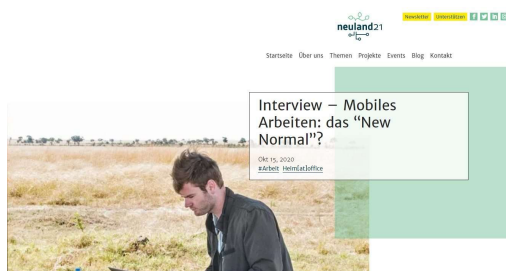 neuland21
Newsletter Unterstützen
Startseite Über uns Themen Projekte Events Blog Kontakt
Interview – Mobiles
Arbeiten: das “New
Normal”?
Okt 15, 2020
#Arbeit Heim[at]office